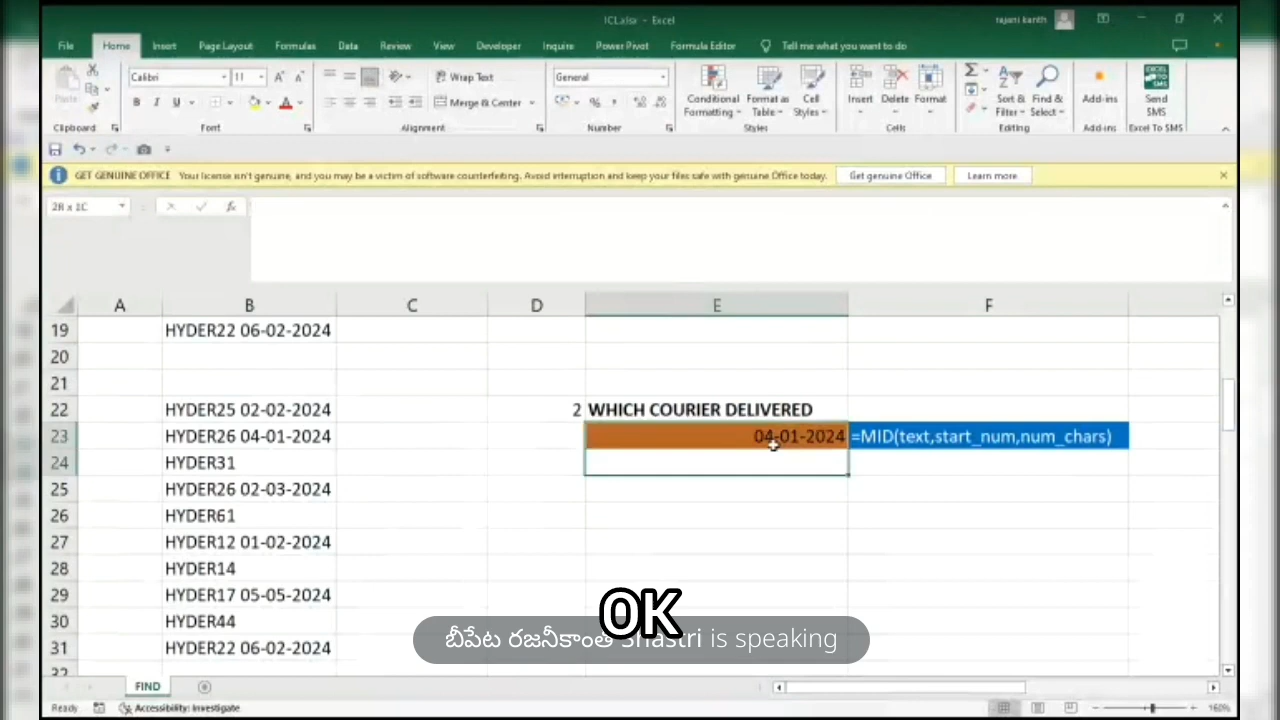 ICL.xlsx - Excel
rajani kanth
File Home Insert Page Layout Formulas Data Review View Developer Inquire Power Pivot Formula Editor Tell me what you want to do
Calibri 11 Wrap Text General
Paste B I U Merge & Center Conditional Formatting Format as Table Cell Styles Insert Delete Format Sort & Filter Find & Select Add-ins EXCEL TO SMS Send SMS
Clipboard Font Alignment Number Styles Cells Editing Add-ins Excel To SMS
GET GENUINE OFFICE Your license isn't genuine, and you may be a victim of software counterfeiting. Avoid interruption and keep your files safe with genuine Office today. Get genuine Office Learn more
2R x 1C fx
A B C D E F
19 HYDER22 06-02-2024
20
21
22 HYDER25 02-02-2024 2 WHICH COURIER DELIVERED
23 HYDER26 04-01-2024 04-01-2024 =MID(text,start_num,num_chars)
24 HYDER31
25 HYDER26 02-03-2024
26 HYDER61
27 HYDER12 01-02-2024
28 HYDER14
29 HYDER17 05-05-2024
30 HYDER44
31 HYDER22 06-02-2024
32
OK
బీపేట రజనీకాంత్ Shastri is speaking
FIND
Ready Accessibility: Investigate 160%